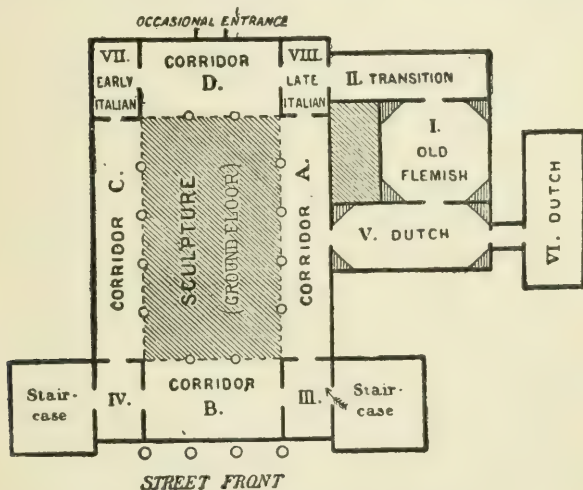 OCCASIONAL ENTRANCE
VII.
EARLY
ITALIAN
CORRIDOR
D.
VIII.
LATE
ITALIAN
II. TRANSITION
I.
OLD
FLEMISH
CORRIDOR C.
SCULPTURE
(GROUND FLOOR)
CORRIDOR A.
V. DUTCH
VI. DUTCH
Stair-
case
IV.
CORRIDOR
B.
III.
Stair-
case
STREET FRONT